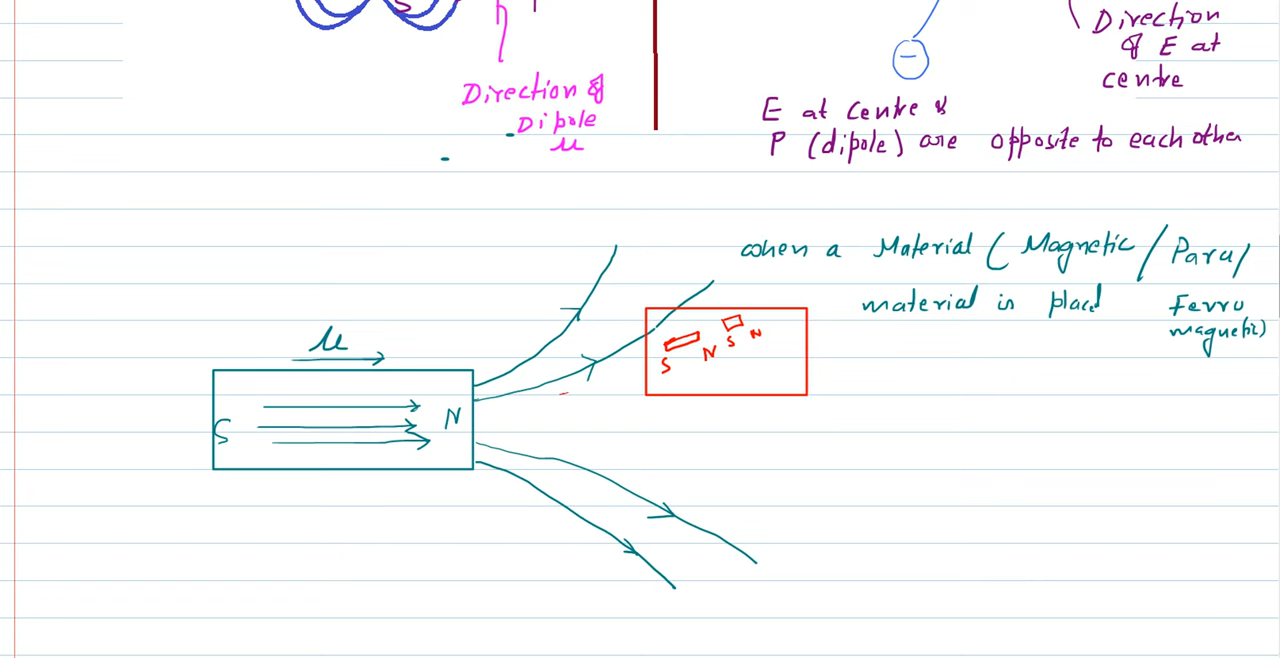 Direction of
Dipole
μ
Direction
of E at
centre
E at centre &
P (dipole) are opposite to each other
when a Material ( Magnetic / Para /
material is placed Ferro
magnetic)
μ
S N
S N S N